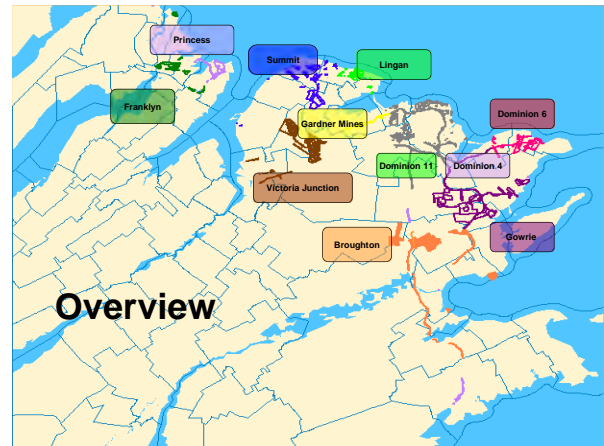 Princess
Summit
Lingan
Franklyn
Gardner Mines
Dominion 6
Dominion 11
Dominion 4
Victoria Junction
Broughton
Gowrie
Overview